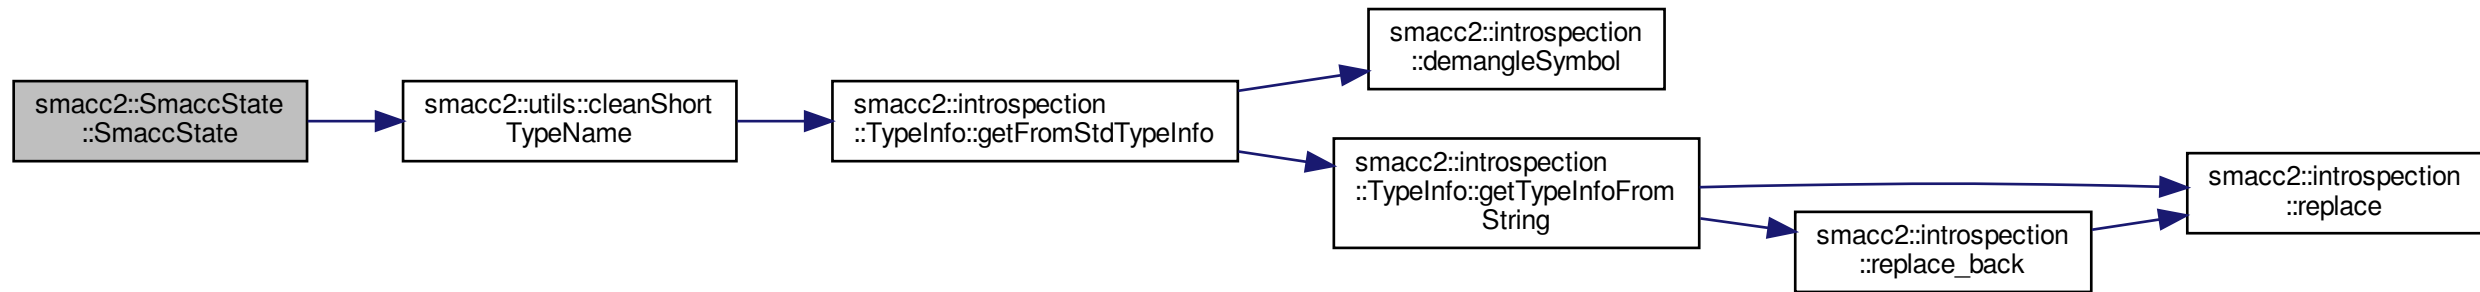 smacc2::SmaccState
::SmaccState
smacc2::utils::cleanShort
TypeName
smacc2::introspection
::TypeInfo::getFromStdTypeInfo
smacc2::introspection
::demangleSymbol
smacc2::introspection
::TypeInfo::getTypeInfoFrom
String
smacc2::introspection
::replace_back
smacc2::introspection
::replace